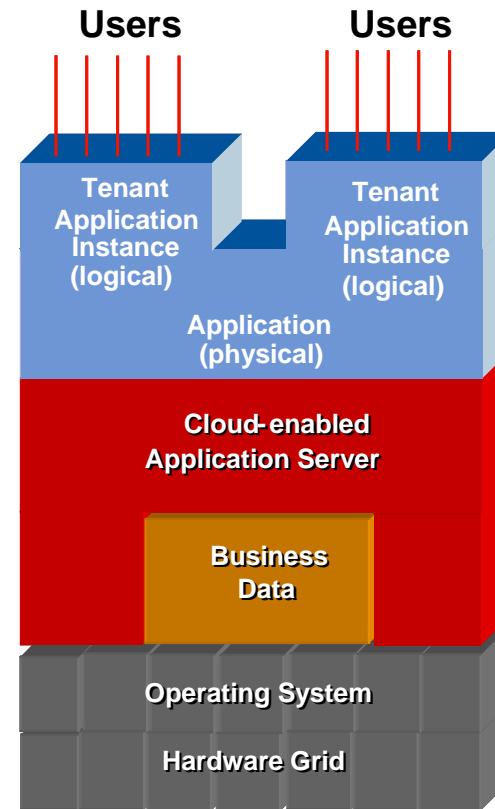 Users
Users
Tenant
Application
Instance
(logical)
Tenant
Application
Instance
(logical)
Application
(physical)
Cloud-enabled
Application Server
Business
Data
Operating System
Hardware Grid